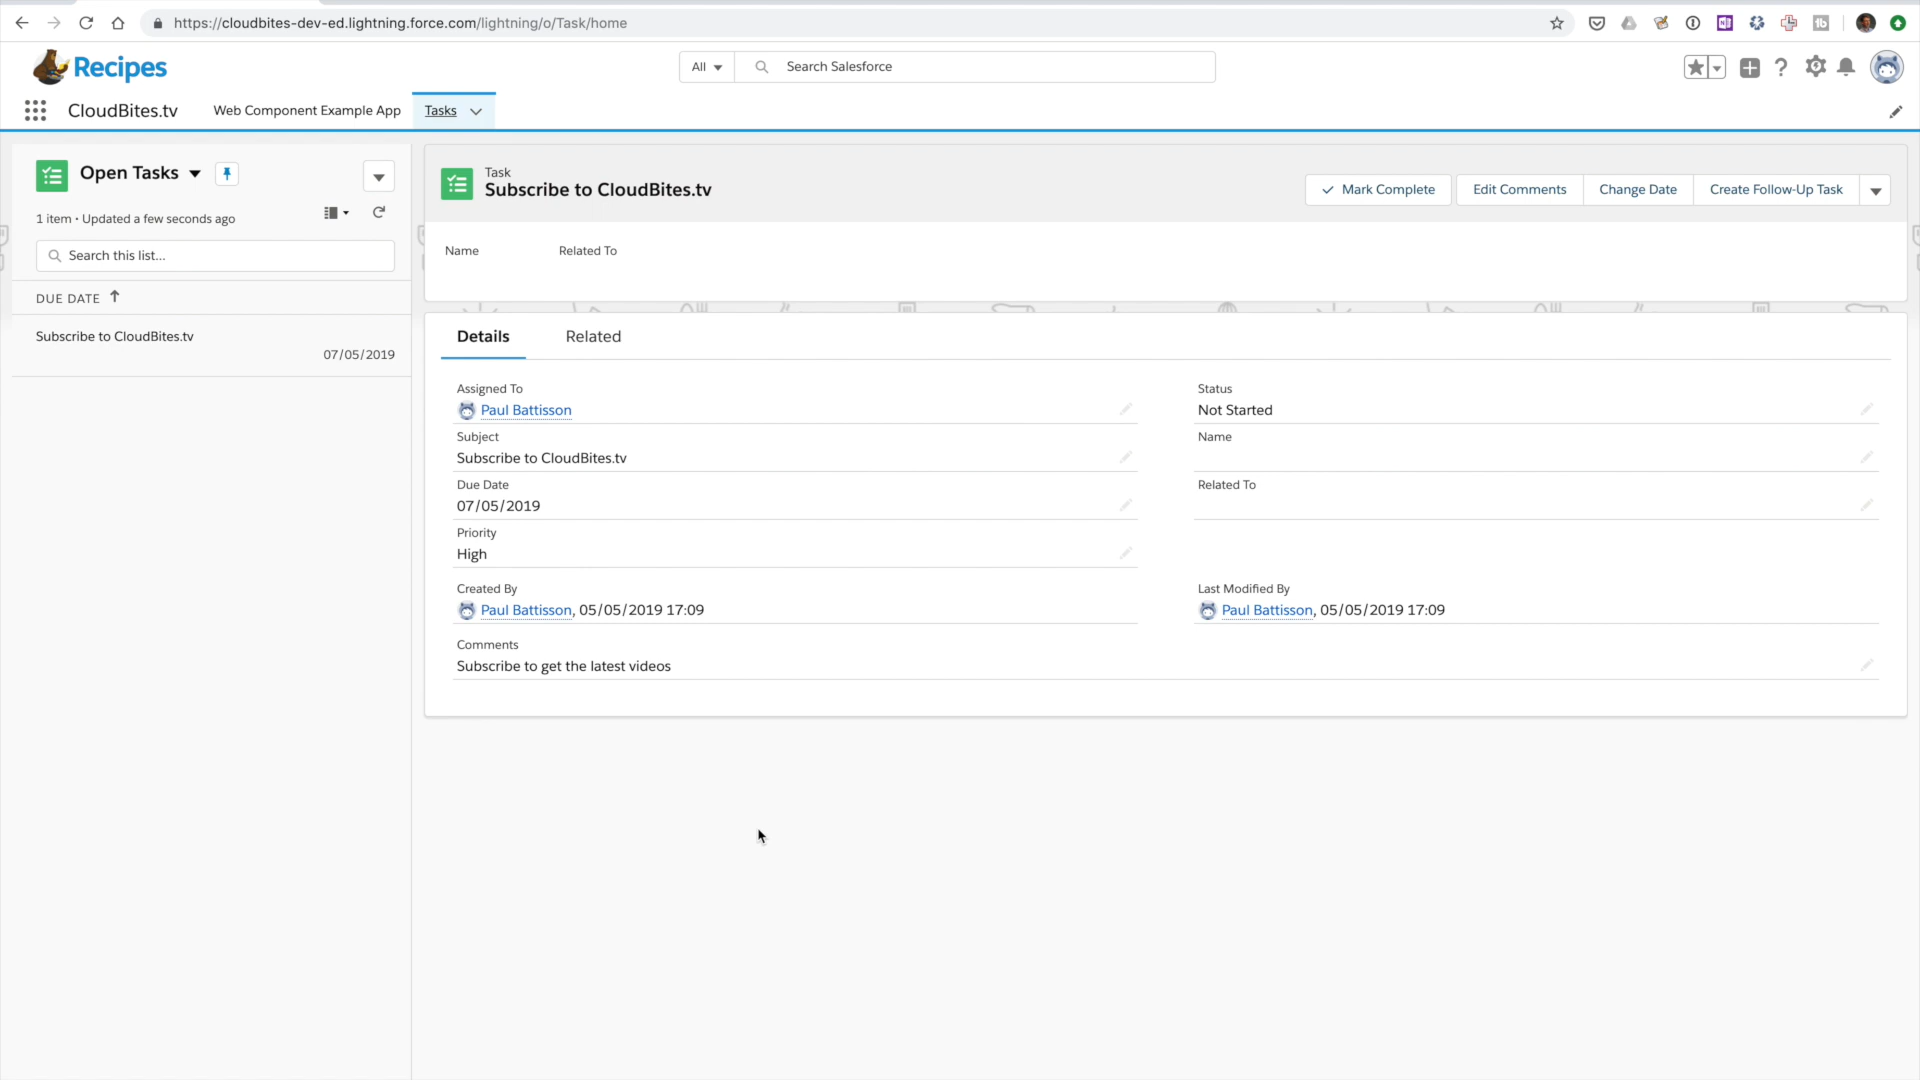 https://cloudbites-dev-ed.lightning.force.com/lightning/o/Task/home
Recipes
All
Search Salesforce
CloudBites.tv
Web Component Example App
Tasks
Open Tasks
1 item • Updated a few seconds ago
Search this list...
DUE DATE
Subscribe to CloudBites.tv
07/05/2019
Task
Subscribe to CloudBites.tv
Mark Complete
Edit Comments
Change Date
Create Follow-Up Task
Name
Related To
Details
Related
Assigned To
Paul Battisson
Status
Not Started
Subject
Subscribe to CloudBites.tv
Name
Due Date
07/05/2019
Related To
Priority
High
Created By
Paul Battisson, 05/05/2019 17:09
Last Modified By
Paul Battisson, 05/05/2019 17:09
Comments
Subscribe to get the latest videos